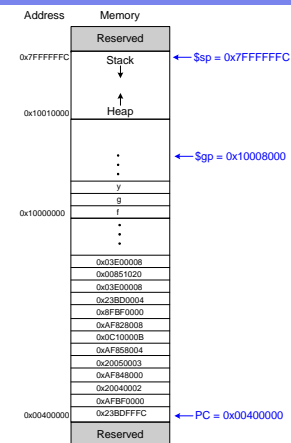 Address Memory
Reserved
0x7FFFFFFC Stack $sp = 0x7FFFFFFC
0x10010000 Heap
$gp = 0x10008000
y
g
0x10000000 f
0x03E00008
0x00851020
0x03E00008
0x23BD0004
0x8FBF0000
0xAF828008
0x0C10000B
0xAF858004
0x20050003
0xAF848000
0x20040002
0xAFBF0000
0x00400000 0x23BDFFFC PC = 0x00400000
Reserved